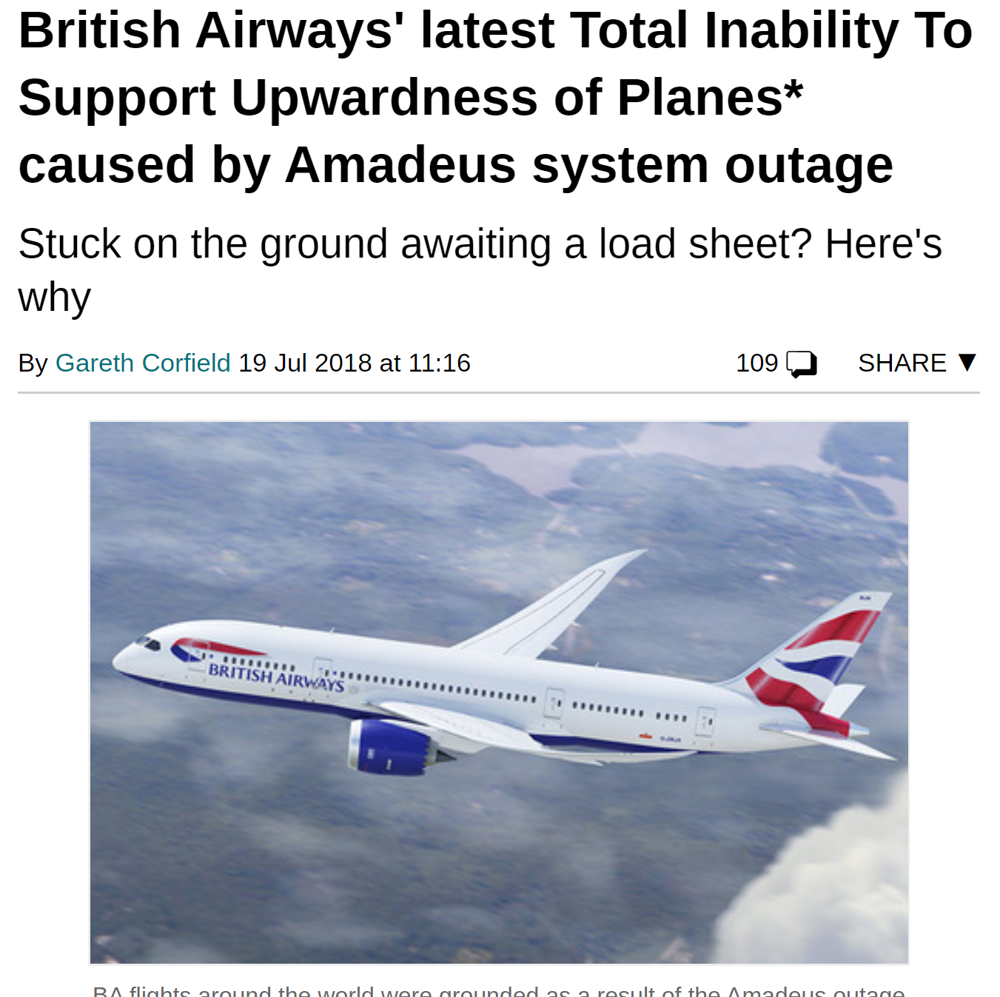 British Airways' latest Total Inability To
Support Upwardness of Planes*
caused by Amadeus system outage
Stuck on the ground awaiting a load sheet? Here's
why
By Gareth Corfield 19 Jul 2018 at 11:16
109
SHARE ▼
BRITISH AIRWAYS
BA flights around the world were grounded as a result of the Amadeus outage